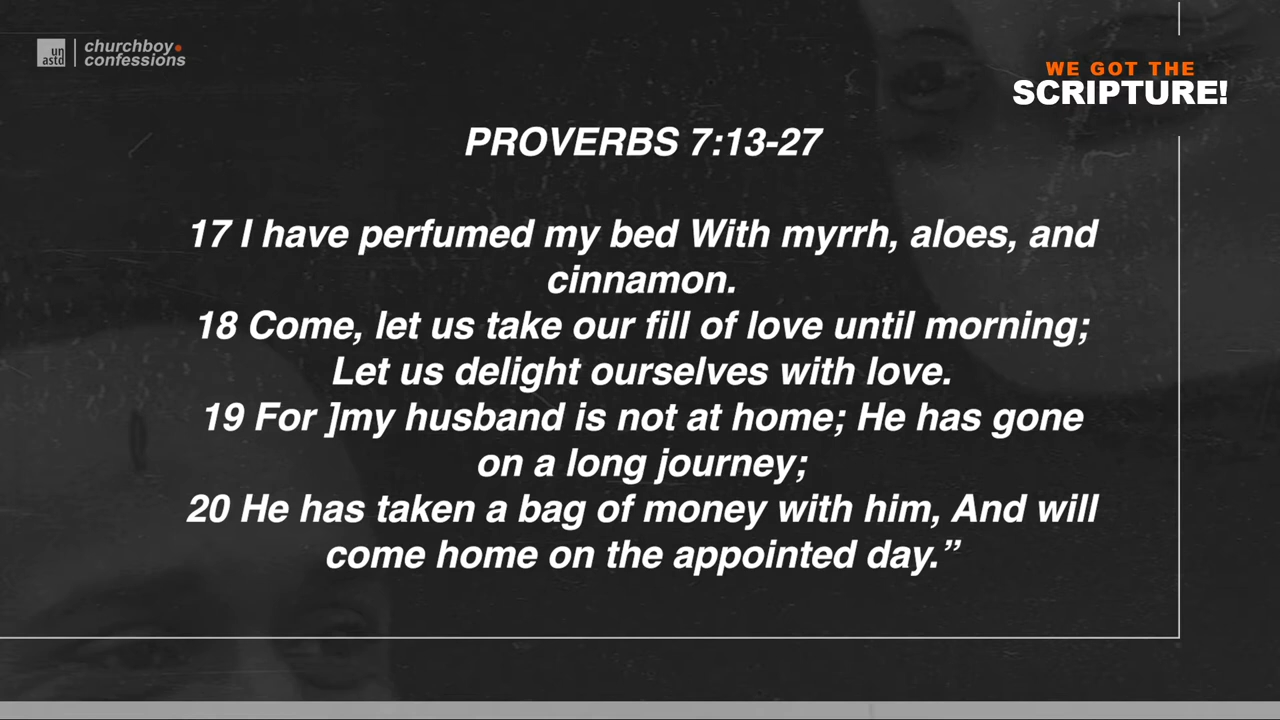 un
astd
churchboy
confessions
WE GOT THE
SCRIPTURE!
PROVERBS 7:13-27
17 I have perfumed my bed With myrrh, aloes, and
cinnamon.
18 Come, let us take our fill of love until morning;
Let us delight ourselves with love.
19 For ]my husband is not at home; He has gone
on a long journey;
20 He has taken a bag of money with him, And will
come home on the appointed day.”